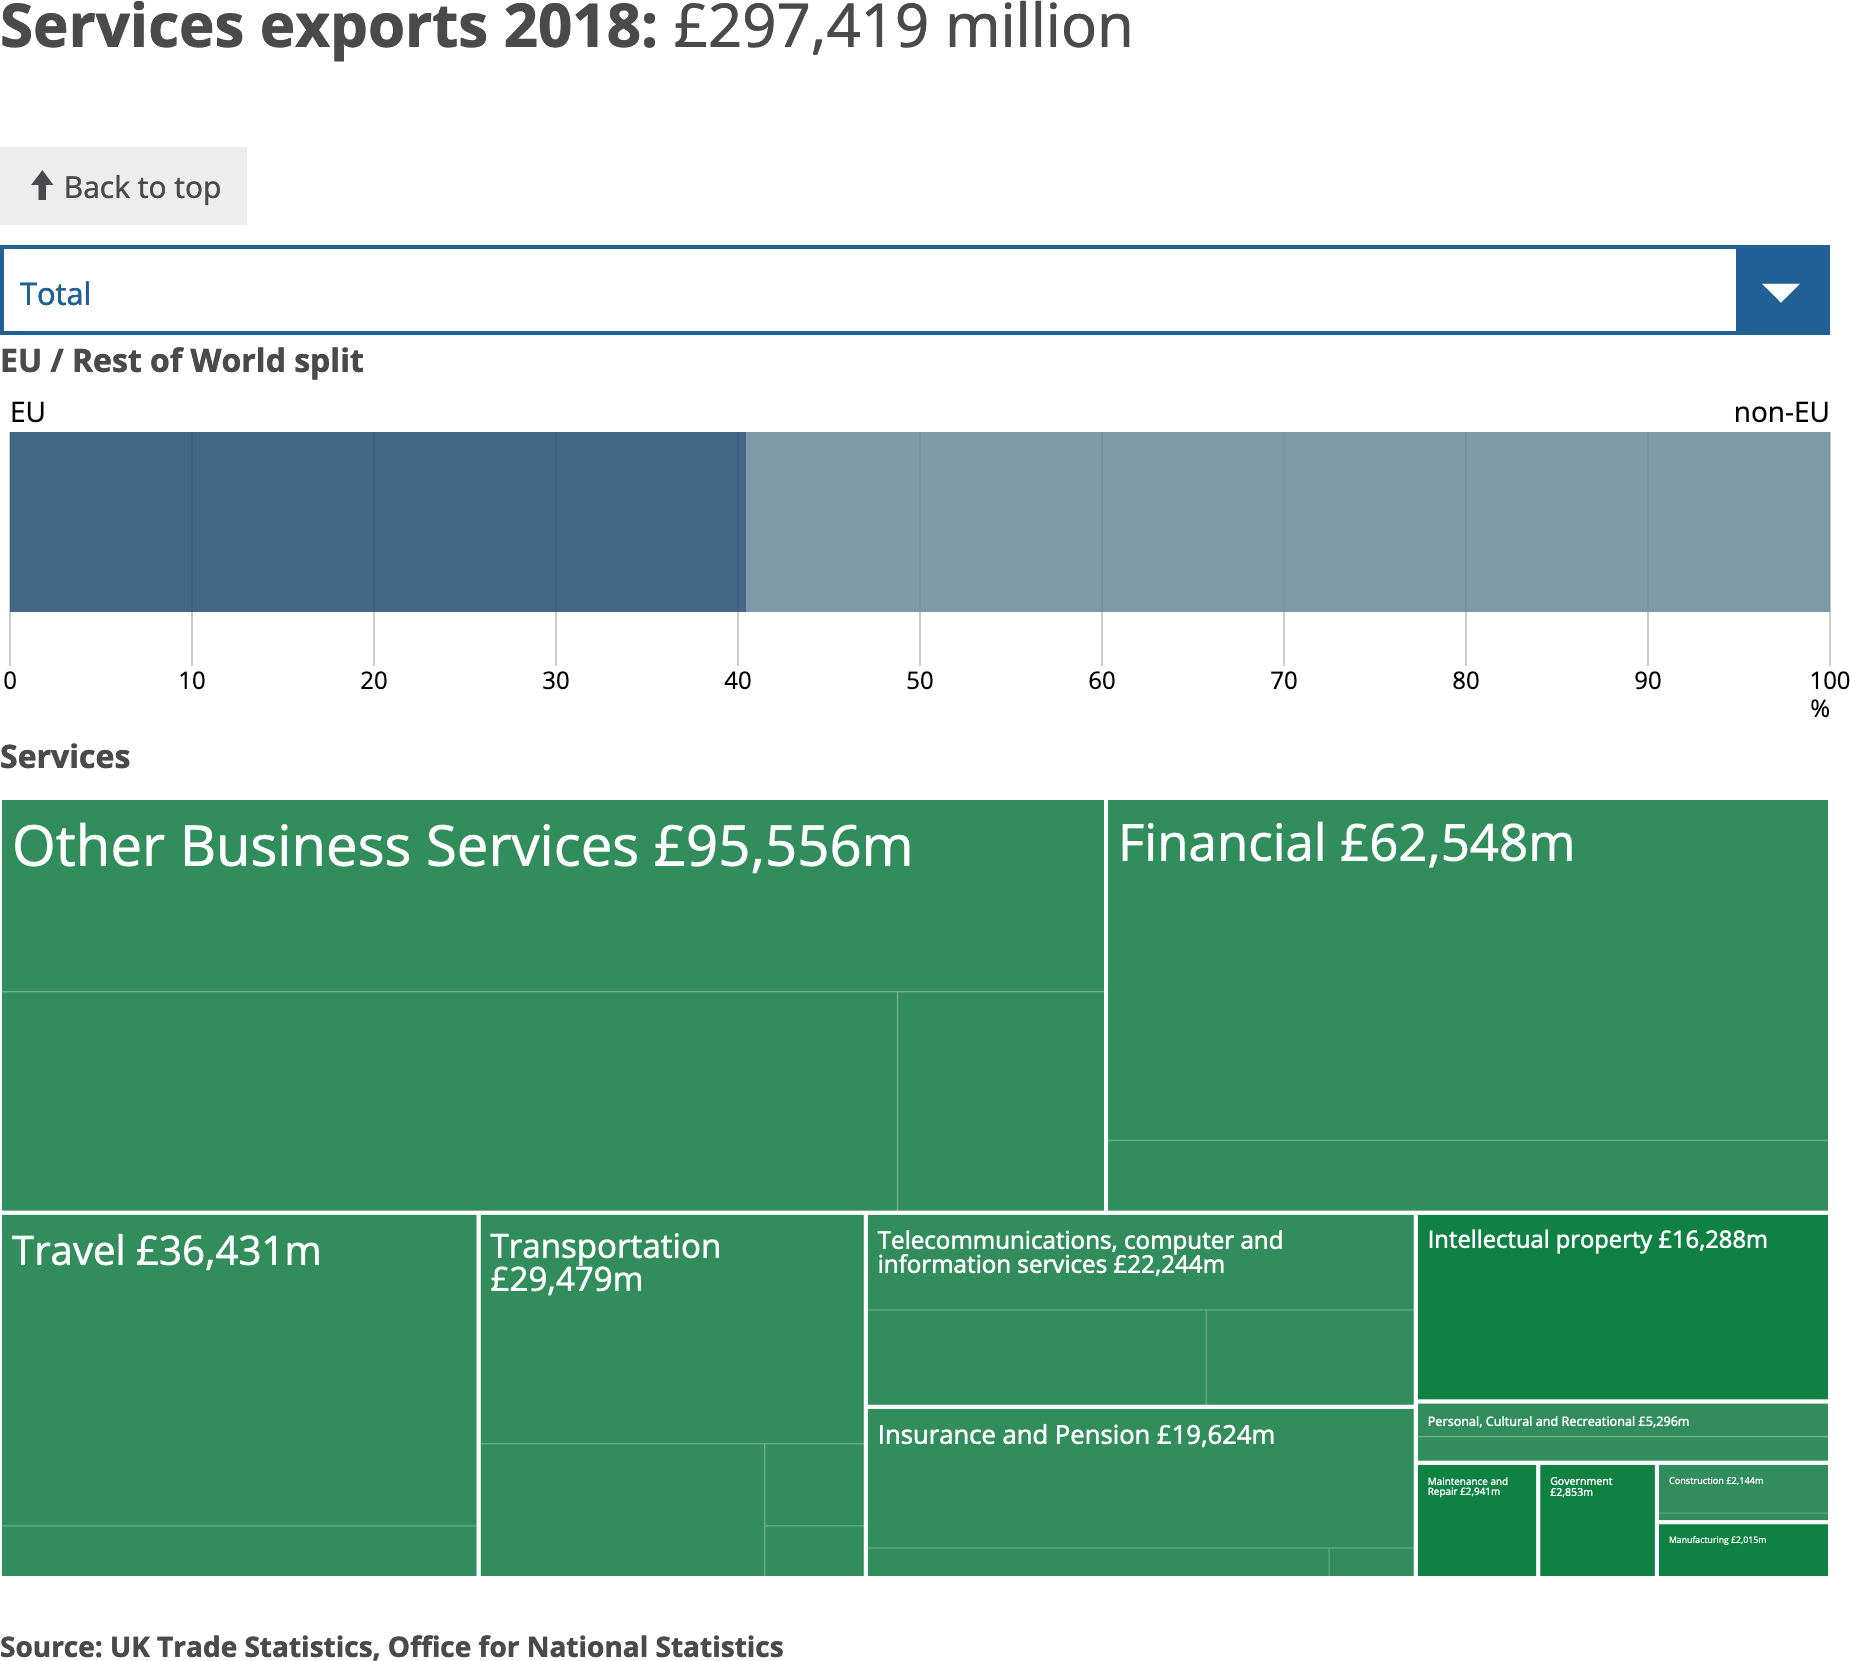 Services exports 2018: £297,419 million
Back to top
Total
EU / Rest of World split
EU
non-EU
0
10
20
30
40
50
60
70
80
90
100
%
Services
Other Business Services £95,556m
Financial £62,548m
Travel £36,431m
Transportation
£29,479m
Telecommunications, computer and
information services £22,244m
Insurance and Pension £19,624m
Intellectual property £16,288m
Personal, Cultural and Recreational £5,296m
Maintenance and
Repair £2,941m
Government
£2,853m
Construction £2,144m
Manufacturing £2,015m
Source: UK Trade Statistics, Office for National Statistics